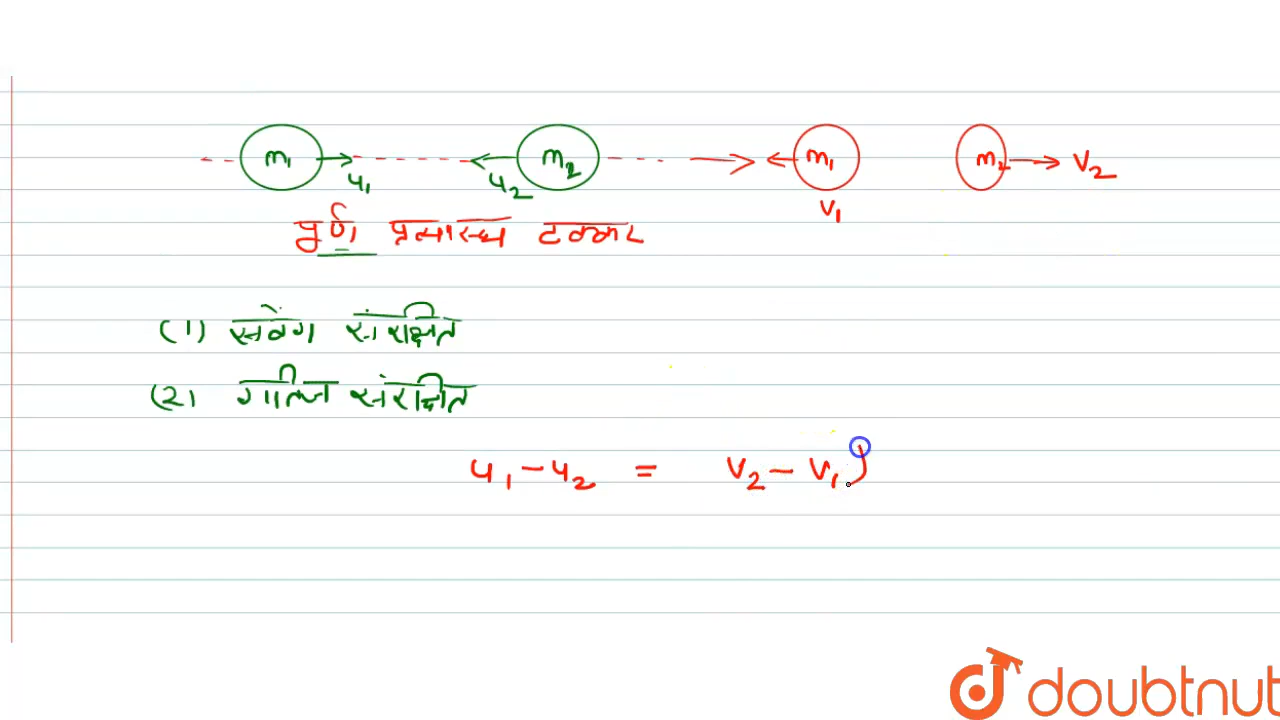 m₁ m₂ m₁ m₂ v₂
u₁ u₂ v₁
पूर्ण प्रत्यास्थ टक्कर
(1) संवेग संरक्षित
(2) गतिज संरक्षित
u₁ - u₂ = v₂ - v₁)
doubtnut